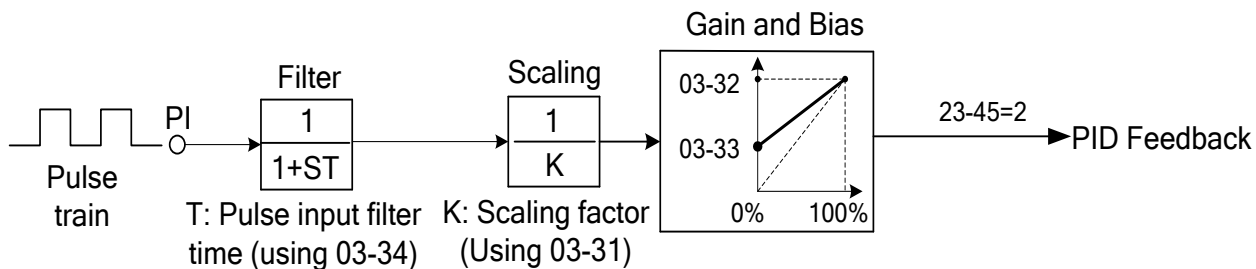 Gain and Bias
Filter
Scaling
PI
1
1+ST
1
K
03-32
03-33
0%
100%
23-45=2
PID Feedback
Pulse
train
T: Pulse input filter
time (using 03-34)
K: Scaling factor
(Using 03-31)